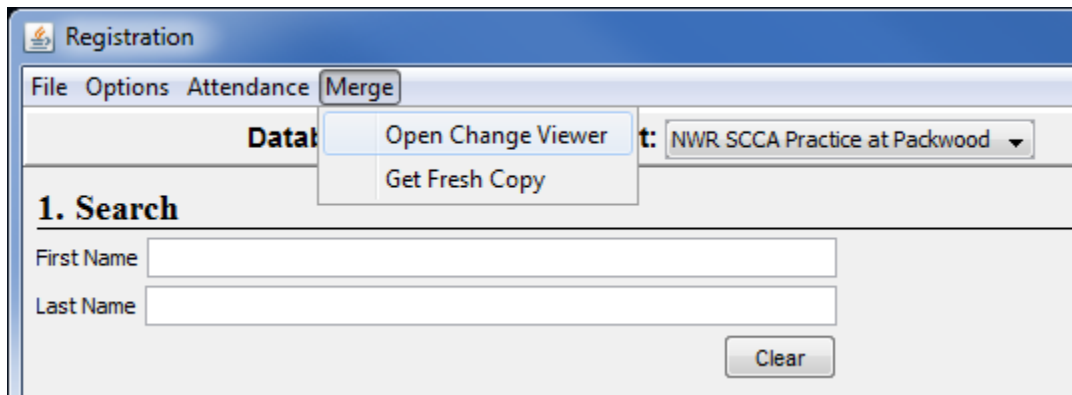 Registration
File Options Attendance Merge
Open Change Viewer
Get Fresh Copy
NWR SCCA Practice at Packwood
1. Search
First Name
Last Name
Clear